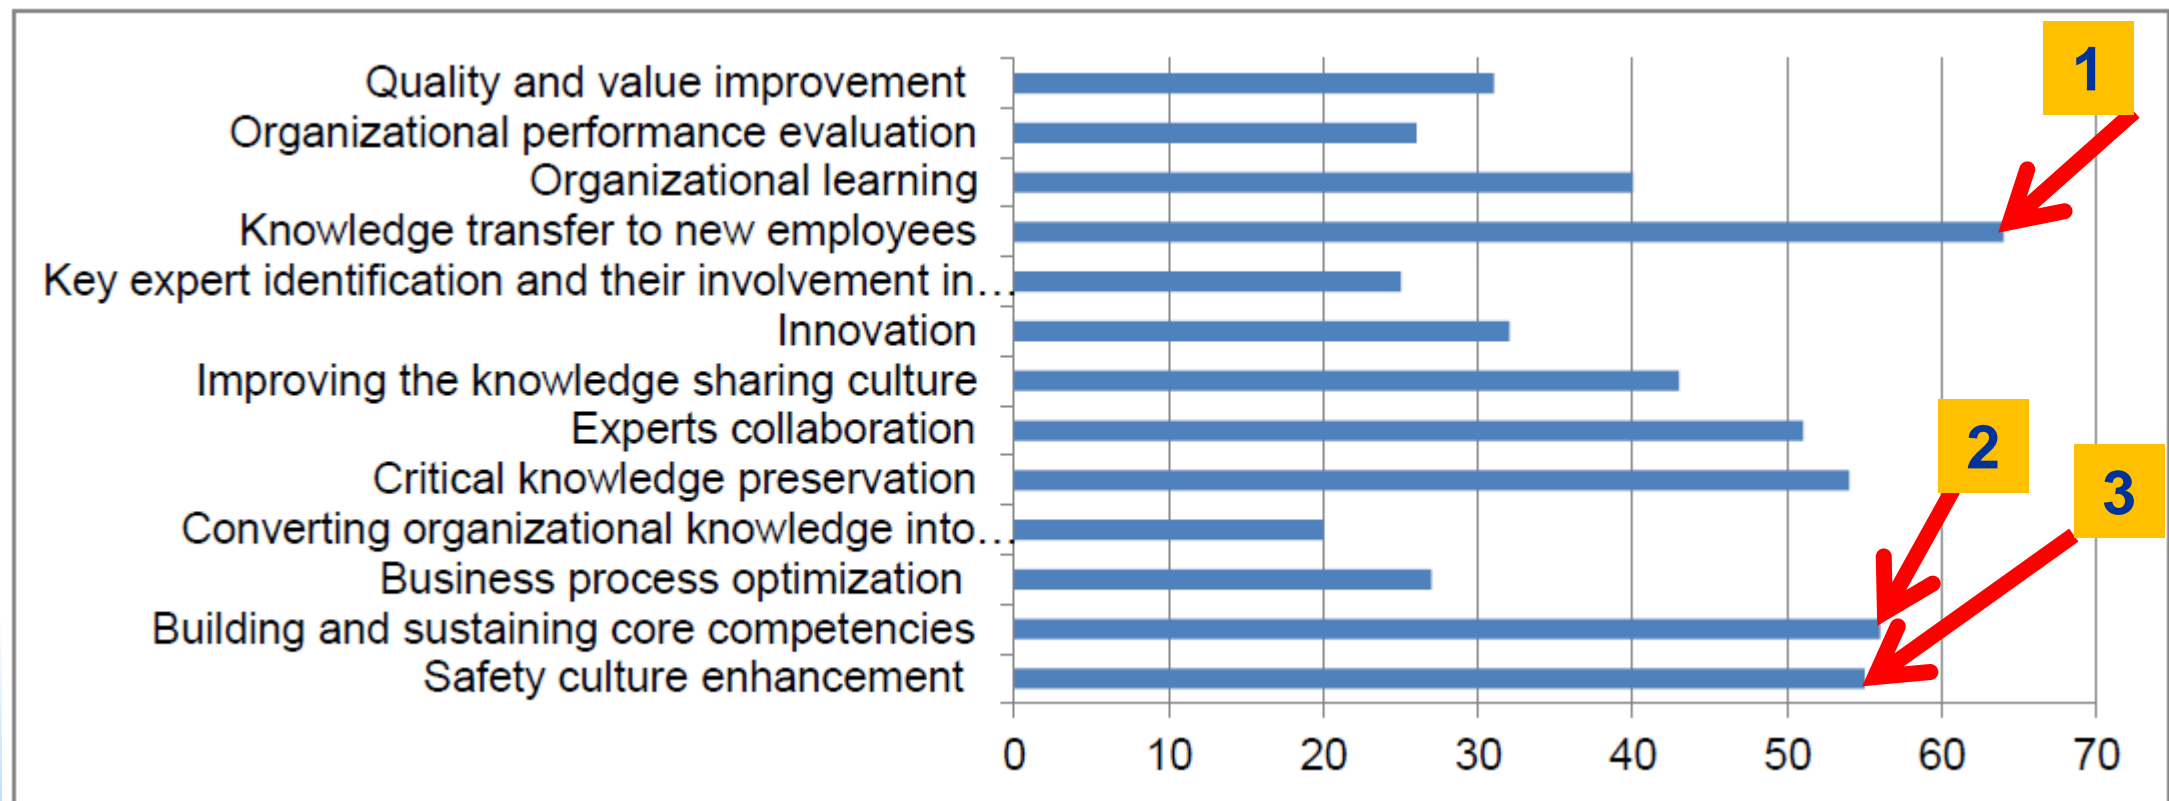 1
Quality and value improvement
Organizational performance evaluation
Organizational learning
Knowledge transfer to new employees
Key expert identification and their involvement in…
Innovation
Improving the knowledge sharing culture
Experts collaboration
2
Critical knowledge preservation
3
Converting organizational knowledge into…
Business process optimization
Building and sustaining core competencies
Safety culture enhancement
0 10 20 30 40 50 60 70